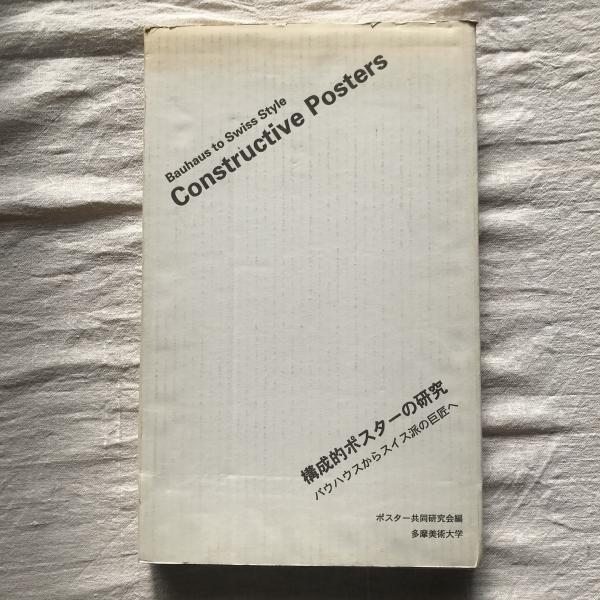 Bauhaus to Swiss Style
Constructive Posters
構成的ポスターの研究
バウハウスからスイス派の巨匠へ
ポスター共同研究会編
多摩美術大学